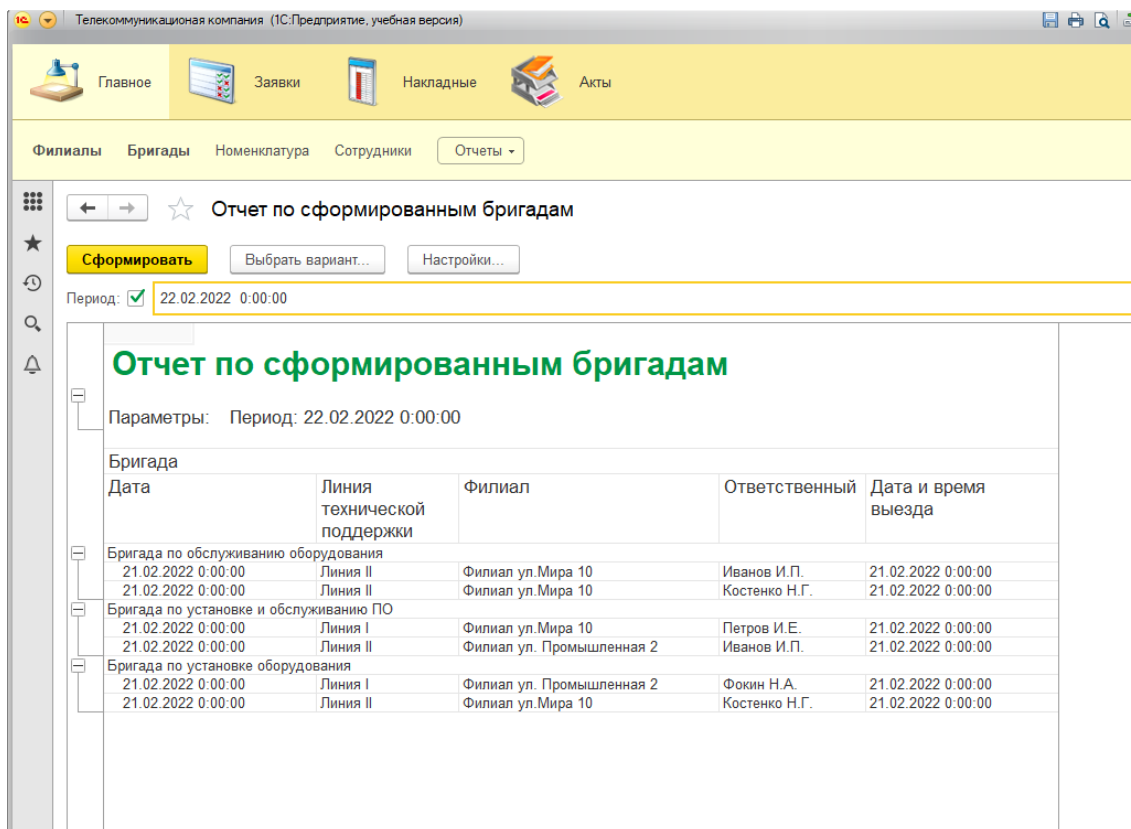 1С Телекоммуникационая компания (1С:Предприятие, учебная версия)
Главное Заявки Накладные Акты
Филиалы Бригады Номенклатура Сотрудники Отчеты
Отчет по сформированным бригадам
Сформировать Выбрать вариант... Настройки...
Период: 22.02.2022 0:00:00
Отчет по сформированным бригадам
Параметры: Период: 22.02.2022 0:00:00
Бригада
Дата Линия технической поддержки Филиал Ответственный Дата и время выезда
Бригада по обслуживанию оборудования
21.02.2022 0:00:00 Линия II Филиал ул.Мира 10 Иванов И.П. 21.02.2022 0:00:00
21.02.2022 0:00:00 Линия II Филиал ул.Мира 10 Костенко Н.Г. 21.02.2022 0:00:00
Бригада по установке и обслуживанию ПО
21.02.2022 0:00:00 Линия I Филиал ул.Мира 10 Петров И.Е. 21.02.2022 0:00:00
21.02.2022 0:00:00 Линия II Филиал ул. Промышленная 2 Иванов И.П. 21.02.2022 0:00:00
Бригада по установке оборудования
21.02.2022 0:00:00 Линия I Филиал ул. Промышленная 2 Фокин Н.А. 21.02.2022 0:00:00
21.02.2022 0:00:00 Линия II Филиал ул.Мира 10 Костенко Н.Г. 21.02.2022 0:00:00